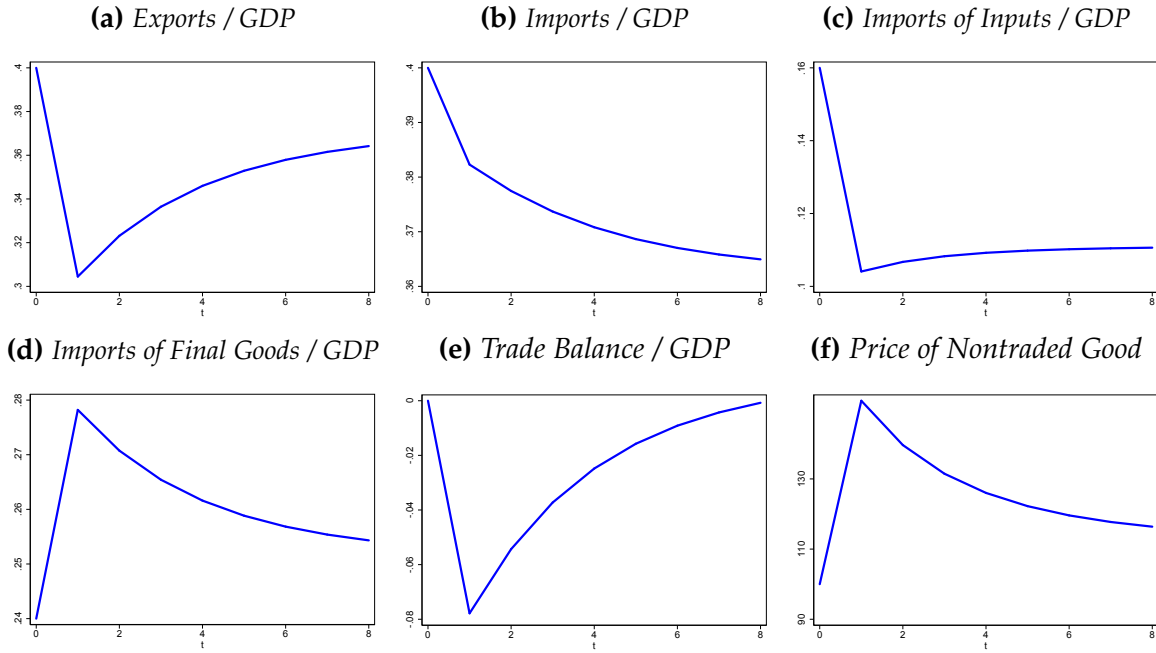 (a) Exports / GDP
(b) Imports / GDP
(c) Imports of Inputs / GDP
.4
.38
.36
.34
.32
.3
0 2 4 6 8
t
.4
.39
.38
.37
.36
0 2 4 6 8
t
.16
.14
.12
.1
0 2 4 6 8
t
(d) Imports of Final Goods / GDP
(e) Trade Balance / GDP
(f) Price of Nontraded Good
.28
.27
.26
.25
.24
0 2 4 6 8
t
0
-.02
-.04
-.06
-.08
0 2 4 6 8
t
130
110
90
0 2 4 6 8
t